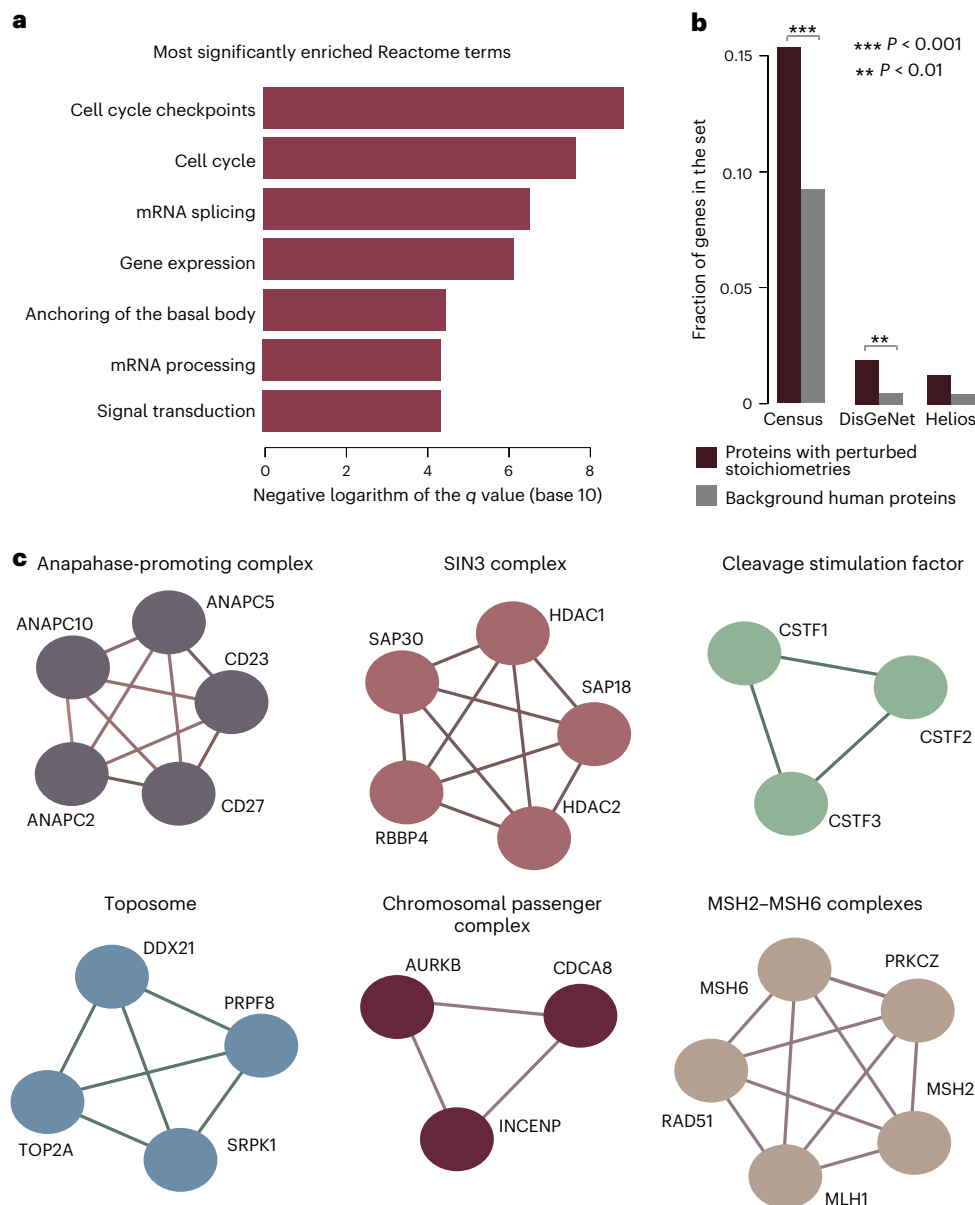 a
Most significantly enriched Reactome terms
Cell cycle checkpoints
Cell cycle
mRNA splicing
Gene expression
Anchoring of the basal body
mRNA processing
Signal transduction
0 2 4 6 8
Negative logarithm of the q value (base 10)
b
*** P < 0.001
** P < 0.01
***
**
Fraction of genes in the set
0.15
0.10
0.05
0
Census DisGeNet Helios
Proteins with perturbed
stoichiometries
Background human proteins
c
Anapahase-promoting complex
ANAPC5
ANAPC10
CD23
ANAPC2
CD27
SIN3 complex
HDAC1
SAP30
SAP18
RBBP4
HDAC2
Cleavage stimulation factor
CSTF1
CSTF2
CSTF3
Toposome
DDX21
PRPF8
TOP2A
SRPK1
Chromosomal passenger
complex
AURKB
CDCA8
INCENP
MSH2–MSH6 complexes
PRKCZ
MSH6
MSH2
RAD51
MLH1